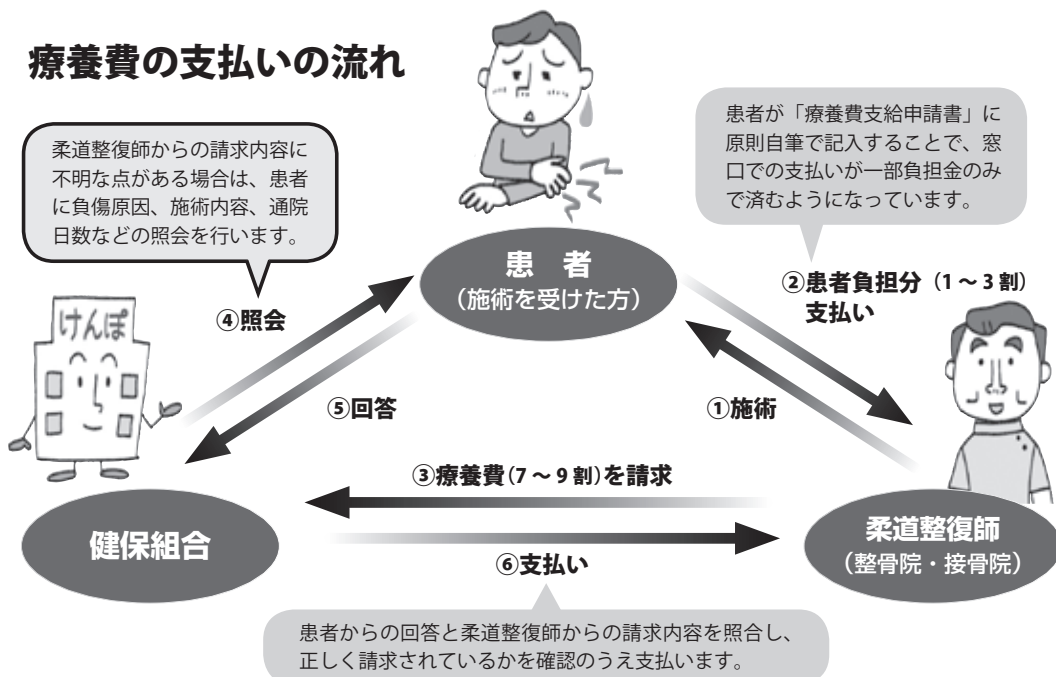 療養費の支払いの流れ
柔道整復師からの請求内容に
不明な点がある場合は、患者
に負傷原因、施術内容、通院
日数などの照会を行います。
患者が「療養費支給申請書」に
原則自筆で記入することで、窓
口での支払いが一部負担金のみ
で済むようになっています。
患 者
（施術を受けた方）
②患者負担分（1～3割）
支払い
けんぽ
④照会
⑤回答
①施術
③療養費（7～9割）を請求
健保組合
柔道整復師
（整骨院・接骨院）
⑥支払い
患者からの回答と柔道整復師からの請求内容を照合し、
正しく請求されているかを確認のうえ支払います。